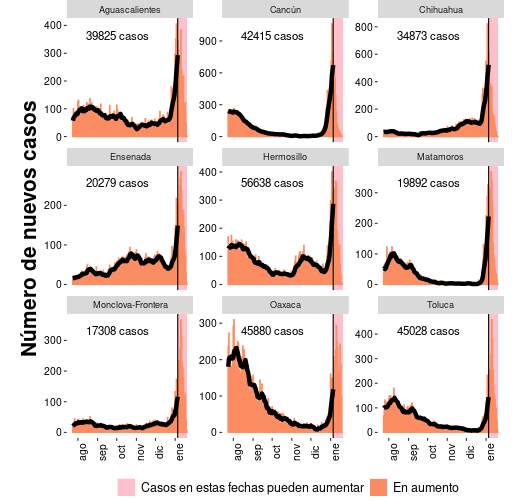 Número de nuevos casos
Aguascalientes
Cancún
Chihuahua
39825 casos
42415 casos
34873 casos
400
300
200
100
0
900
600
300
0
800
600
400
200
0
Ensenada
Hermosillo
Matamoros
20279 casos
56638 casos
19892 casos
200
100
0
400
300
200
100
0
300
200
100
0
Monclova-Frontera
Oaxaca
Toluca
17308 casos
45880 casos
45028 casos
300
200
100
0
300
200
100
0
400
300
200
100
0
ago sep oct nov dic ene
ago sep oct nov dic ene
ago sep oct nov dic ene
Casos en estas fechas pueden aumentar
En aumento